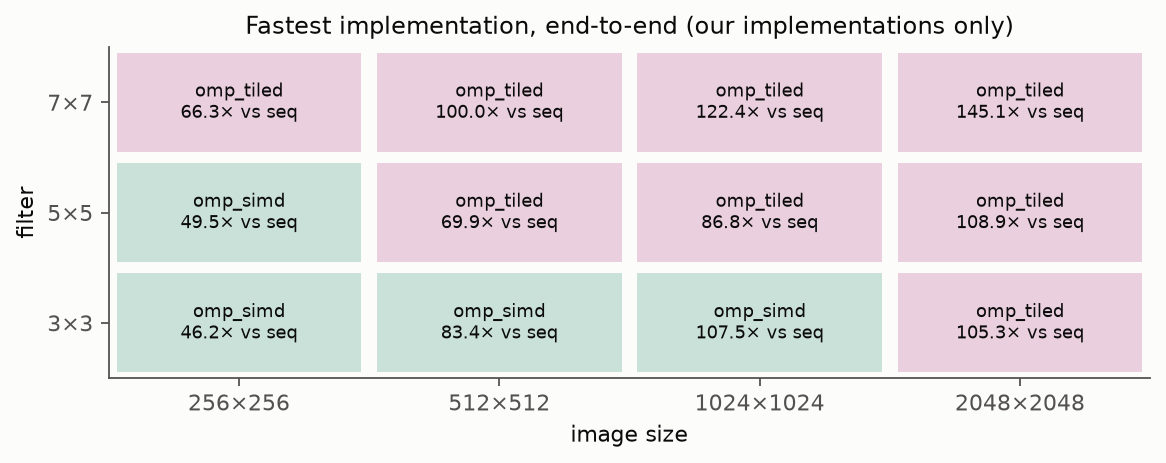 Fastest implementation, end-to-end (our implementations only)
filter
7×7
omp_tiled
66.3× vs seq
omp_tiled
100.0× vs seq
omp_tiled
122.4× vs seq
omp_tiled
145.1× vs seq
5×5
omp_simd
49.5× vs seq
omp_tiled
69.9× vs seq
omp_tiled
86.8× vs seq
omp_tiled
108.9× vs seq
3×3
omp_simd
46.2× vs seq
omp_simd
83.4× vs seq
omp_simd
107.5× vs seq
omp_tiled
105.3× vs seq
256×256
512×512
1024×1024
2048×2048
image size